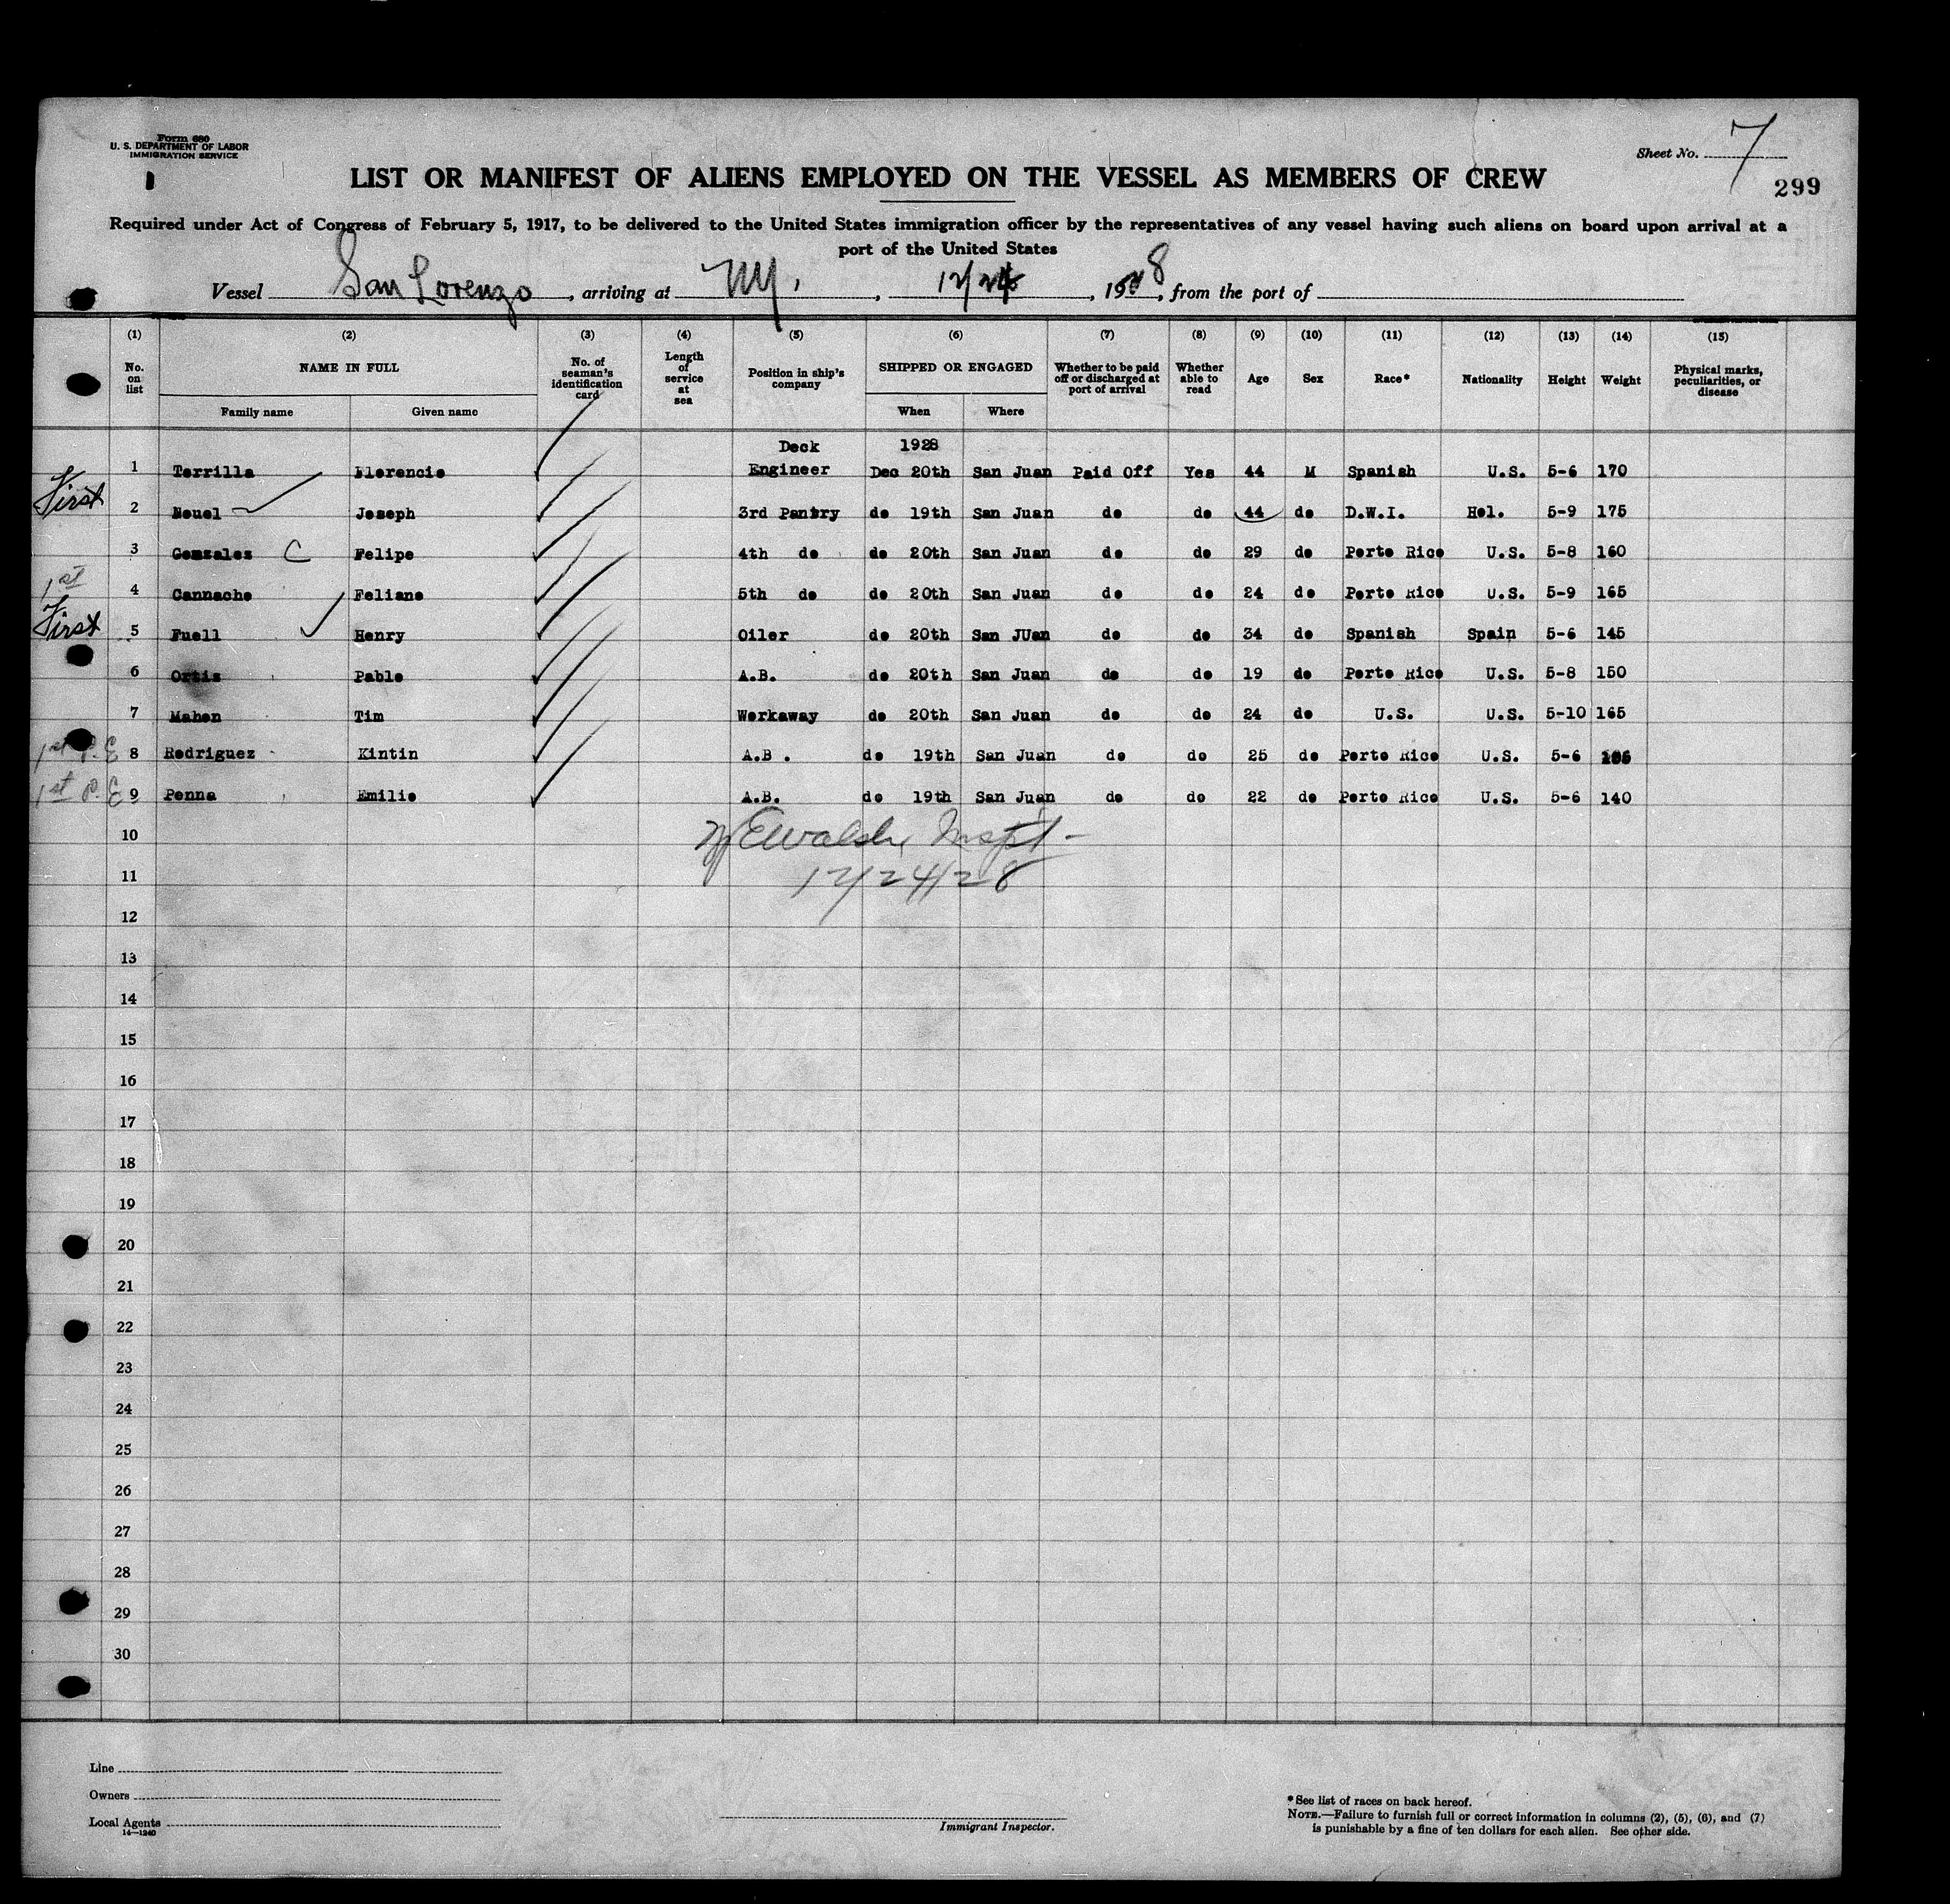 Form 680
U. S. DEPARTMENT OF LABOR
IMMIGRATION SERVICE
Sheet No. 7
299
LIST OR MANIFEST OF ALIENS EMPLOYED ON THE VESSEL AS MEMBERS OF CREW
Required under Act of Congress of February 5, 1917, to be delivered to the United States immigration officer by the representatives of any vessel having such aliens on board upon arrival at a
port of the United States
Vessel San Lorenzo, arriving at NY., 12/24, 1928, from the port of
(1) (2) (3) (4) (5) (6) (7) (8) (9) (10) (11) (12) (13) (14) (15)
No. on list NAME IN FULL Family name Given name No. of seaman's identification card Length of service at sea Position in ship's company SHIPPED OR ENGAGED When Where Whether to be paid off or discharged at port of arrival Whether able to read Age Sex Race* Nationality Height Weight Physical marks, peculiarities, or disease
Deck 1928
1 Torrilla Florencio Engineer Dec 20th San Juan Paid Off Yes 44 M Spanish U.S. 5-6 170
First 2 Nouel Joseph 3rd Pantry do 19th San Juan do do 44 do D.W.I. Hol. 5-9 175
3 Gonzales C Felipe 4th do do 20th San Juan do do 29 do Porto Rico U.S. 5-8 160
1st 4 Cannacho Feliano 5th do do 20th San Juan do do 24 do Porto Rico U.S. 5-9 165
First 5 Fuell Henry Oiler do 20th San JUan do do 34 do Spanish Spain 5-6 145
6 Ortis Pablo A.B. do 20th San Juan do do 19 do Porto Rico U.S. 5-8 150
7 Mahon Tim Workaway do 20th San Juan do do 24 do U.S. U.S. 5-10 165
1st P.E 8 Rodriguez Kintin A.B . do 19th San Juan do do 25 do Porto Rico U.S. 5-6
1st P.E 9 Penna Emilio A.B. do 19th San Juan do do 22 do Porto Rico U.S. 5-6 140
10
Inspt-
11
12/24/28
12
13
14
15
16
17
18
19
20
21
22
23
24
25
26
27
28
29
30
Line
Owners
Local Agents
14—1240
Immigrant Inspector.
*See list of races on back hereof.
NOTE.—Failure to furnish full or correct information in columns (2), (5), (6), and (7)
is punishable by a fine of ten dollars for each alien. See other side.